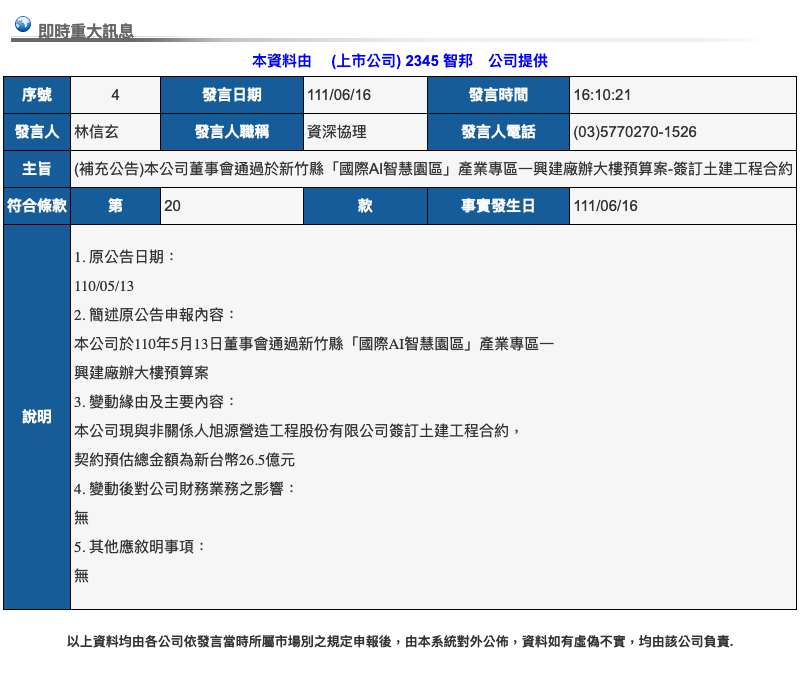 即時重大訊息
本資料由　(上市公司) 2345 智邦　公司提供
序號 4 發言日期 111/06/16 發言時間 16:10:21
發言人 林信玄 發言人職稱 資深協理 發言人電話 (03)5770270-1526
主旨 (補充公告)本公司董事會通過於新竹縣「國際AI智慧園區」產業專區一興建廠辦大樓預算案-簽訂土建工程合約
符合條款 第 20 款 事實發生日 111/06/16
說明
1. 原公告日期：
110/05/13
2. 簡述原公告申報內容：
本公司於110年5月13日董事會通過新竹縣「國際AI智慧園區」產業專區一
興建廠辦大樓預算案
3. 變動緣由及主要內容：
本公司現與非關係人旭源營造工程股份有限公司簽訂土建工程合約，
契約預估總金額為新台幣26.5億元
4. 變動後對公司財務業務之影響：
無
5. 其他應敘明事項：
無
以上資料均由各公司依發言當時所屬市場別之規定申報後，由本系統對外公佈，資料如有虛偽不實，均由該公司負責.